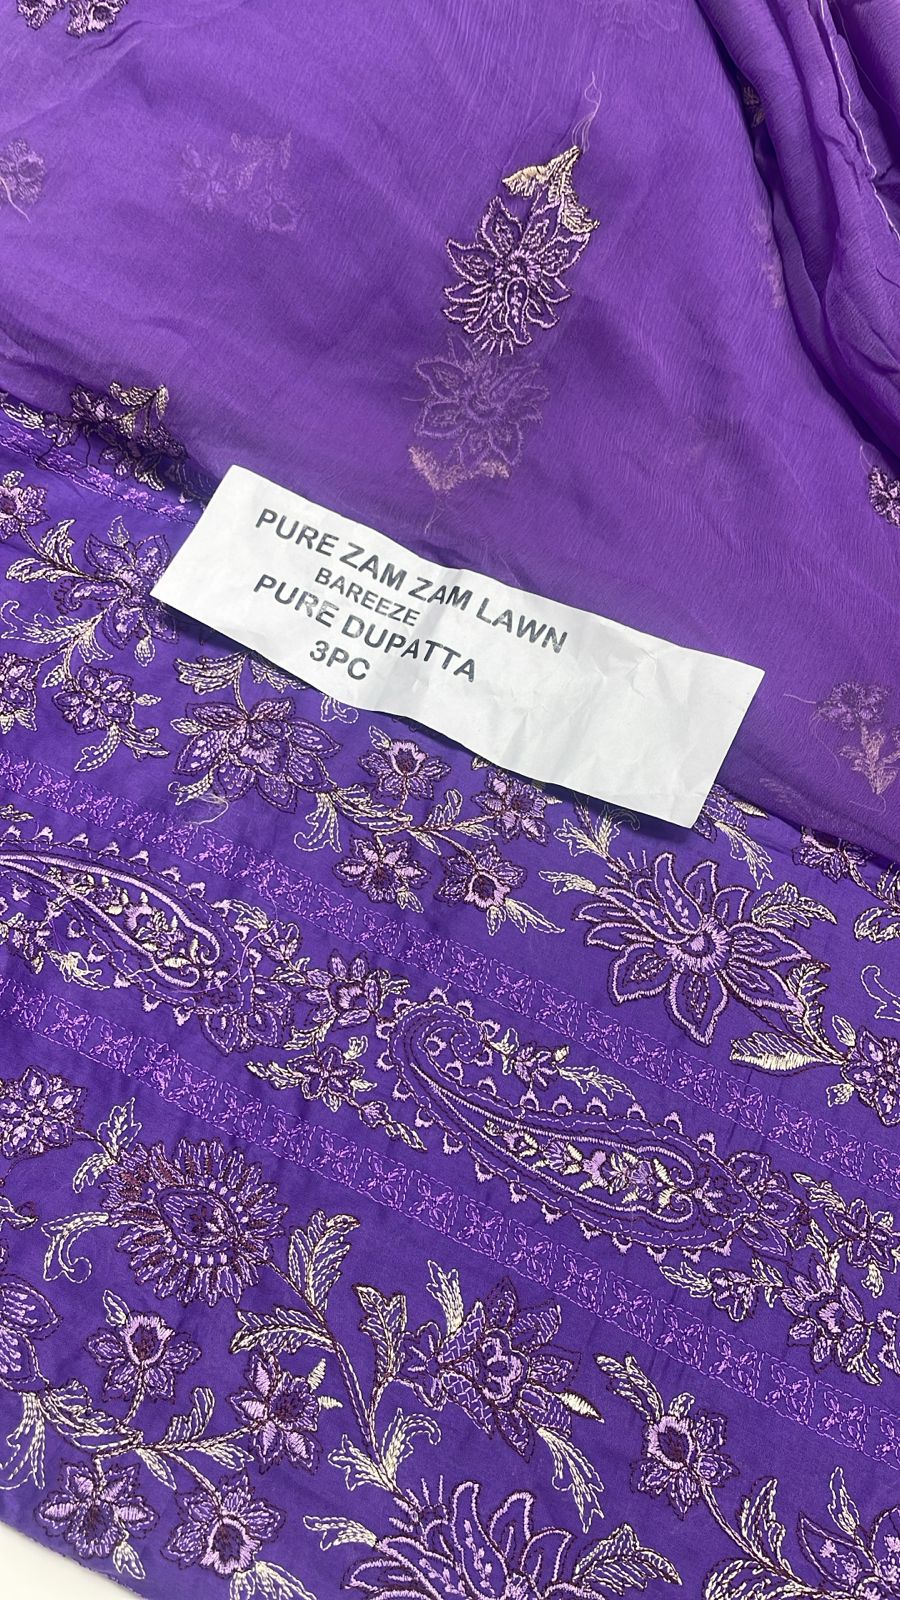 PURE ZAM ZAM LAWN
BAREEZE
PURE DUPATTA
3PC